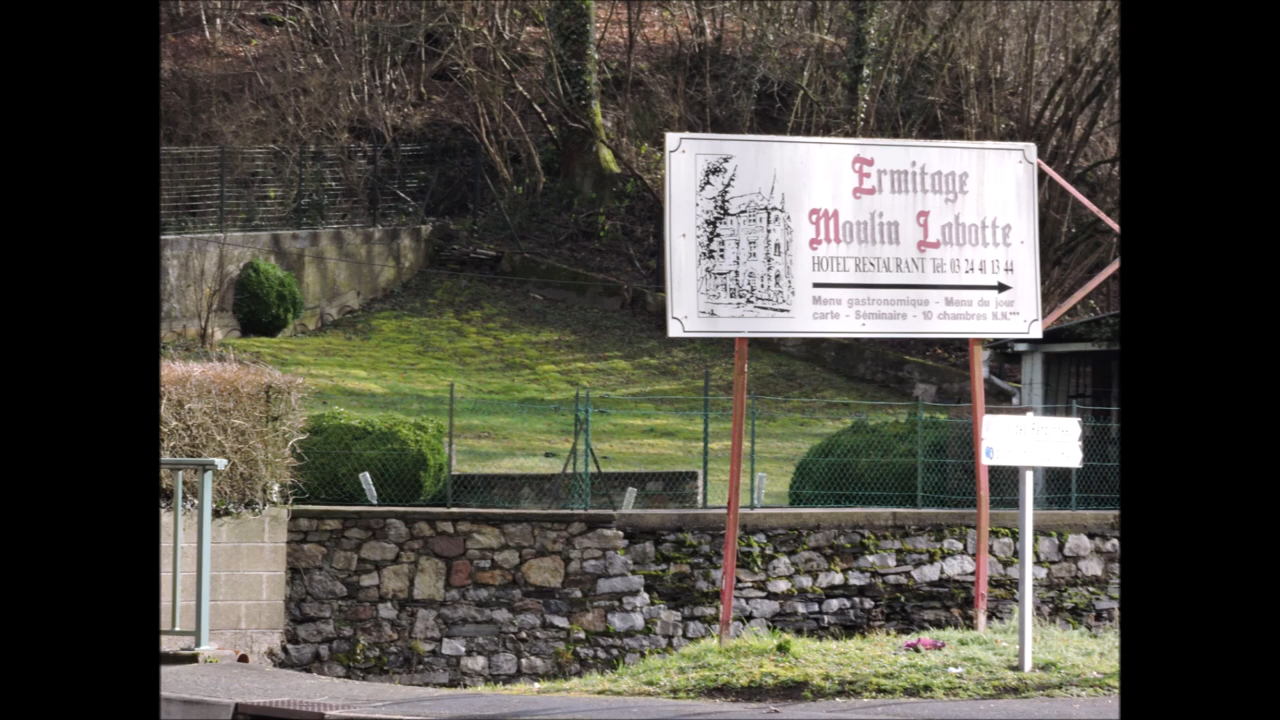 Ermitage
Moulin Labotte
HOTEL RESTAURANT Tél: 03 24 41 13 44
Menu gastronomique - Menu du jour
carte - Séminaire - 10 chambres N.N.***